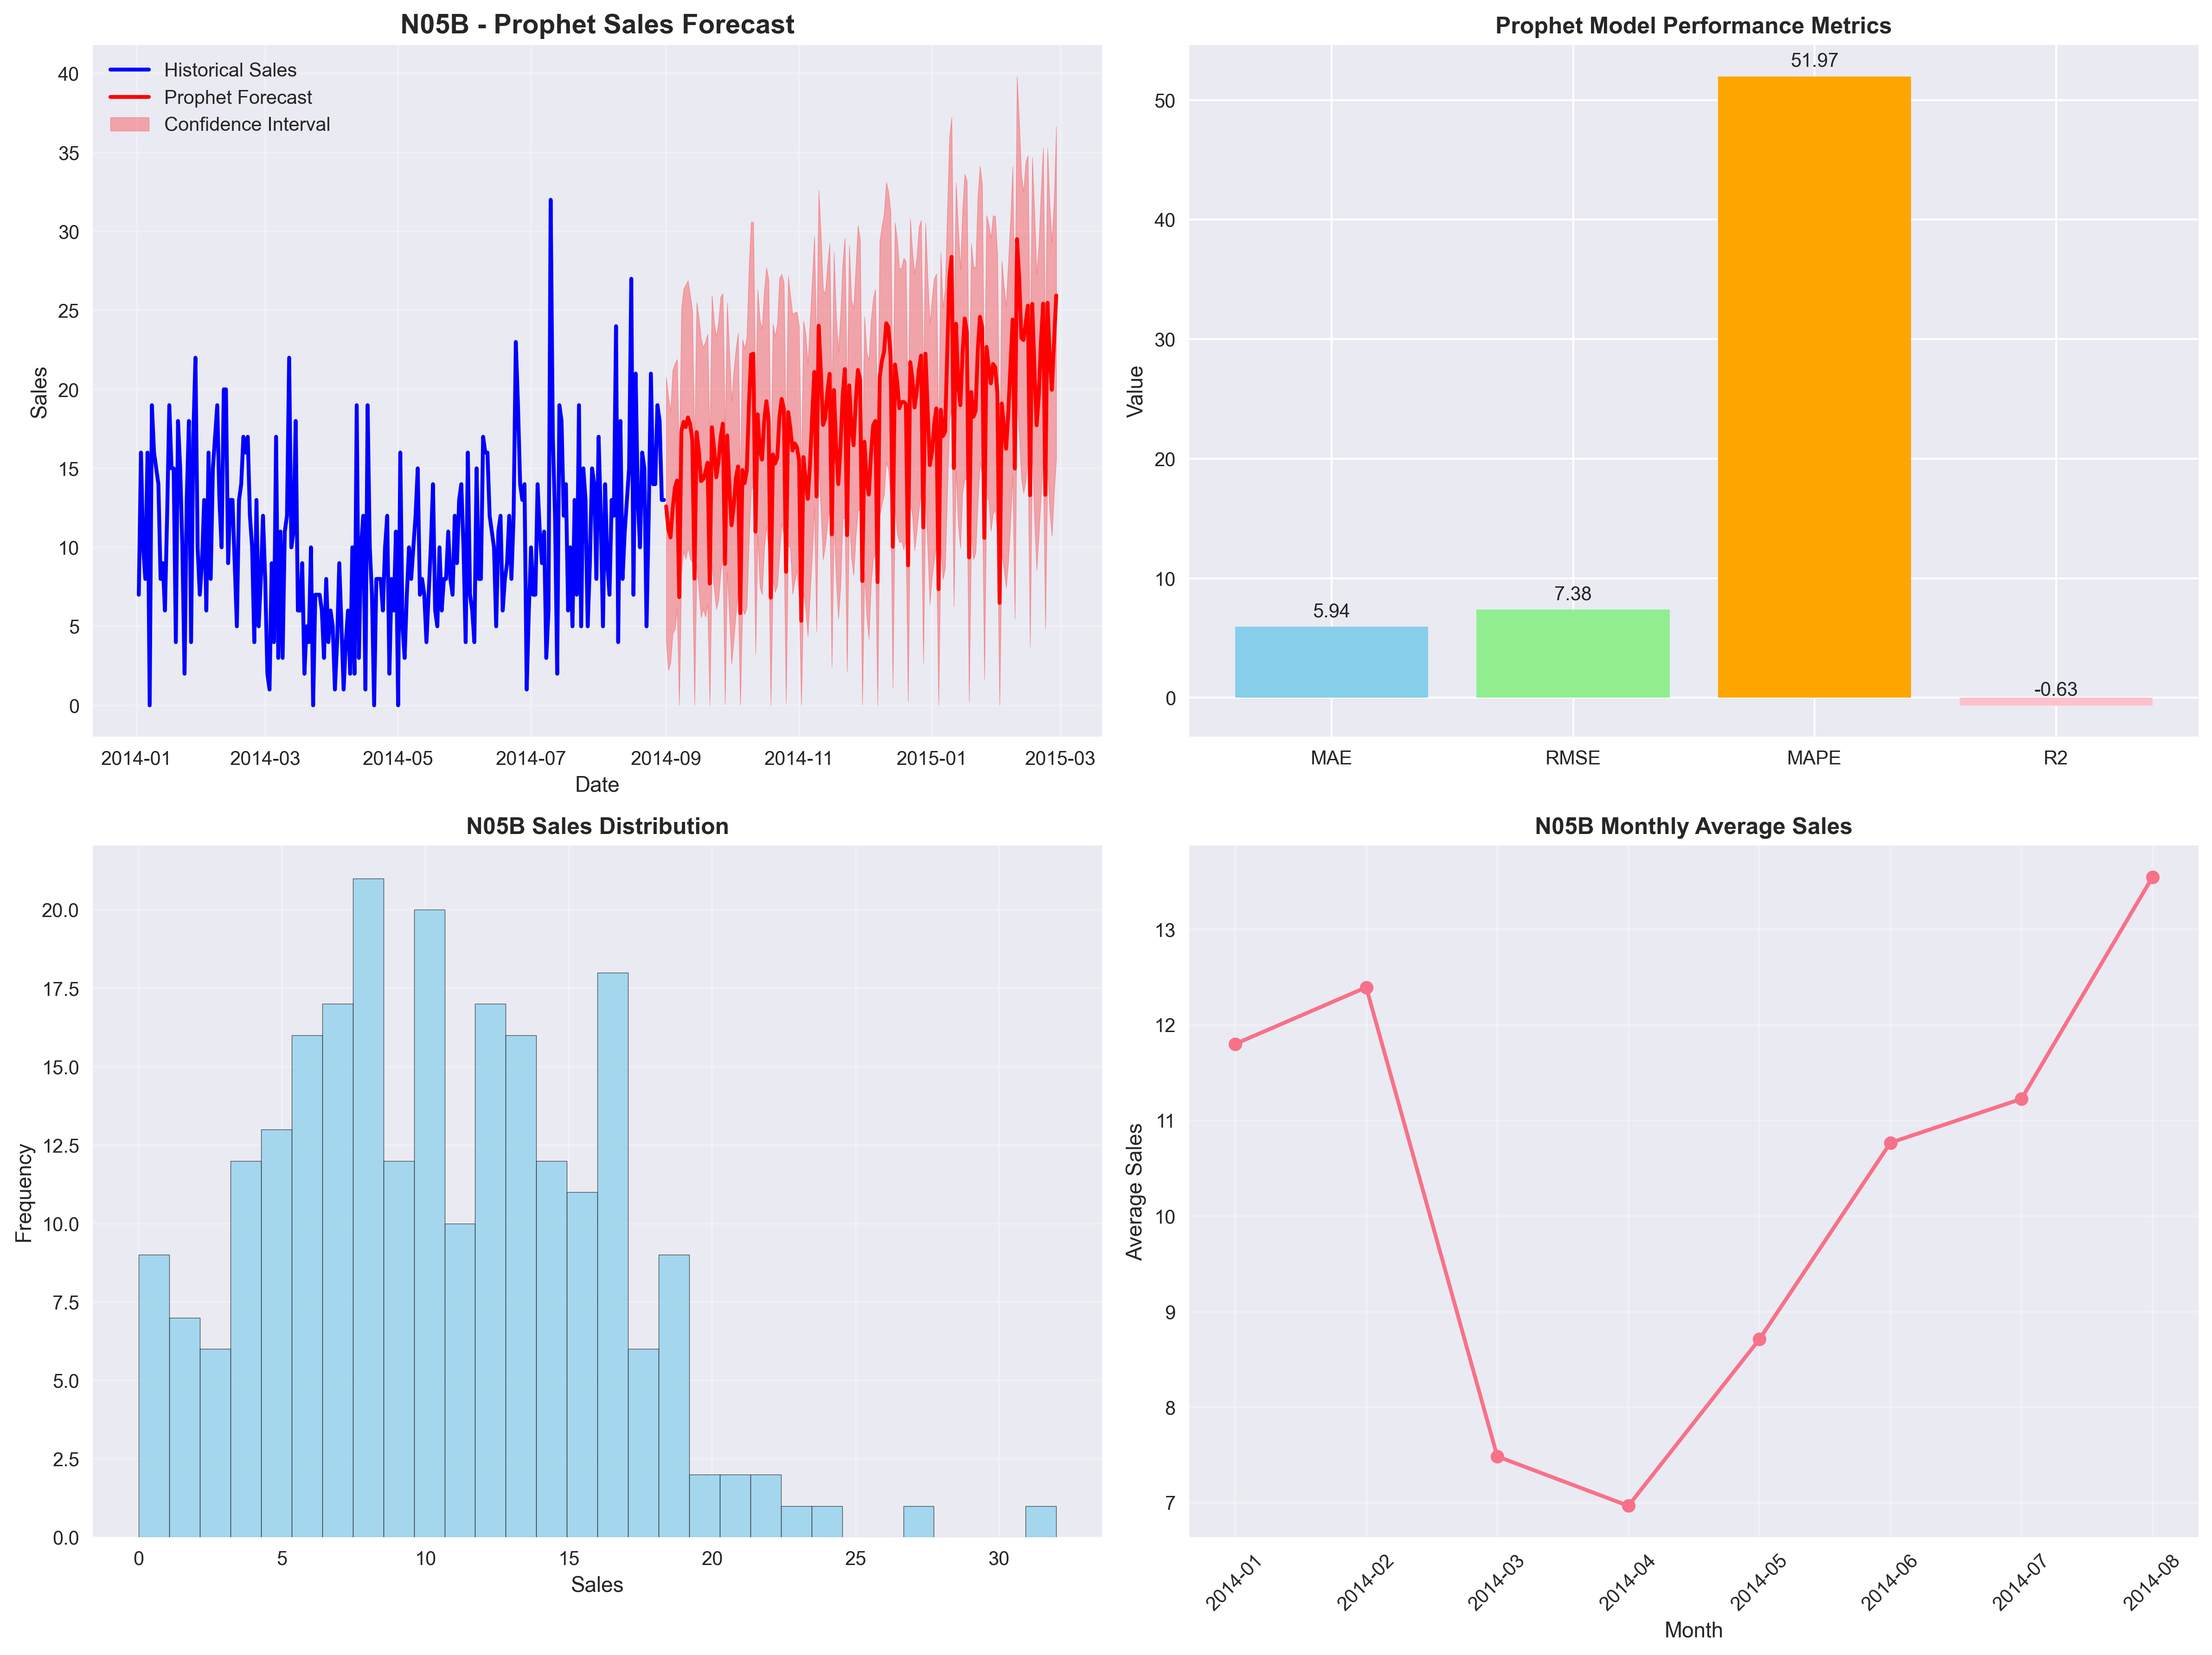 N05B - Prophet Sales Forecast
Historical Sales
Prophet Forecast
Confidence Interval
Sales
40
35
30
25
20
15
10
5
0
2014-01 2014-03 2014-05 2014-07 2014-09 2014-11 2015-01 2015-03
Date
Prophet Model Performance Metrics
Value
50
40
30
20
10
0
5.94
7.38
51.97
-0.63
MAE RMSE MAPE R2
N05B Sales Distribution
Frequency
20.0
17.5
15.0
12.5
10.0
7.5
5.0
2.5
0.0
0 5 10 15 20 25 30
Sales
N05B Monthly Average Sales
Average Sales
13
12
11
10
9
8
7
2014-01 2014-02 2014-03 2014-04 2014-05 2014-06 2014-07 2014-08
Month